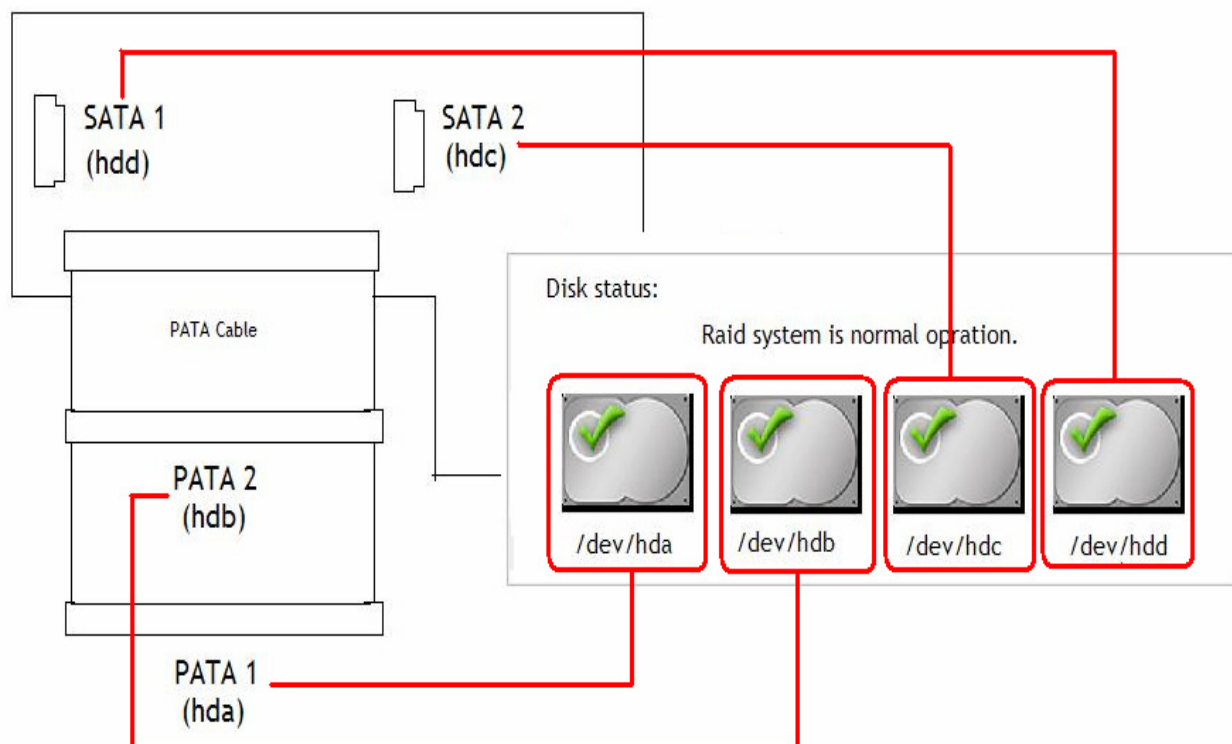 SATA 1
(hdd)
SATA 2
(hdc)
PATA Cable
Disk status:
Raid system is normal opration.
PATA 2
(hdb)
/dev/hda
/dev/hdb
/dev/hdc
/dev/hdd
PATA 1
(hda)